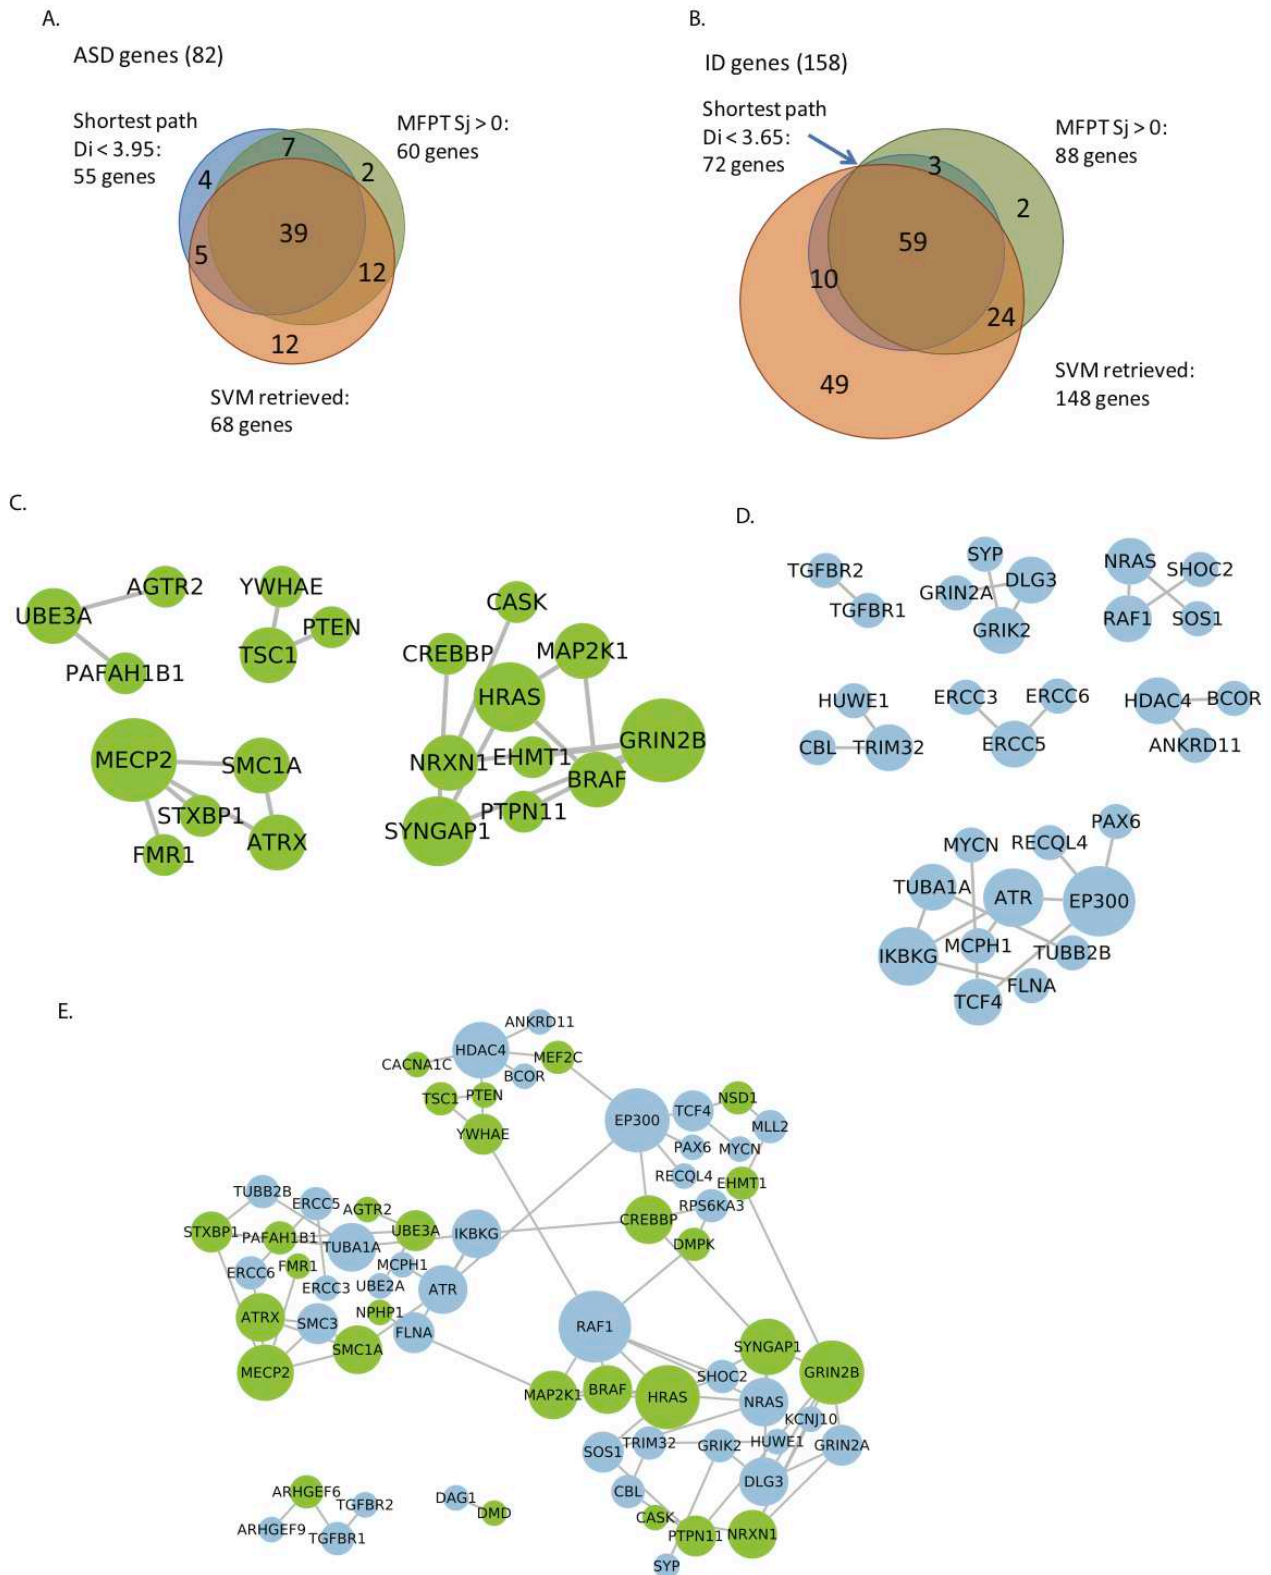 A.
ASD genes (82)
Shortest path
Di < 3.95:
55 genes
MFPT Sj > 0:
60 genes
7
4
2
39
5
12
12
SVM retrieved:
68 genes
B.
ID genes (158)
Shortest path
Di < 3.65:
72 genes
MFPT Sj > 0:
88 genes
3
2
59
10
24
49
SVM retrieved:
148 genes
C.
AGTR2
UBE3A
PAFAH1B1
YWHAE
PTEN
TSC1
MECP2
SMC1A
STXBP1
FMR1
ATRX
CASK
CREBBP
MAP2K1
HRAS
GRIN2B
NRXN1
EHMT1
BRAF
PTPN11
SYNGAP1
D.
TGFBR2
TGFBR1
SYP
GRIN2A
DLG3
GRIK2
NRAS
SHOC2
RAF1
SOS1
HUWE1
CBL
TRIM32
ERCC3
ERCC6
ERCC5
HDAC4
BCOR
ANKRD11
PAX6
MYCN
RECQL4
TUBA1A
ATR
EP300
IKBKG
MCPH1
TUBB2B
FLNA
TCF4
E.
ANKRD11
HDAC4
CACNA1C
MEF2C
BCOR
TSC1
PTEN
YWHAE
EP300
TCF4
NSD1
MLL2
PAX6
MYCN
RECQL4
EHMT1
RPS6KA3
CREBBP
DMPK
TUBB2B
ERCC5
AGTR2
STXBP1
PAFAH1B1
UBE3A
IKBKG
TUBA1A
FMR1
MCPH1
ERCC6
ERCC3
UBE2A
ATR
NPHP1
ATRX
SMC3
FLNA
SMC1A
MECP2
RAF1
SYNGAP1
SHOC2
GRIN2B
MAP2K1
BRAF
HRAS
NRAS
KCNJ10
SOS1
TRIM32
GRIK2
HUWE1
GRIN2A
CBL
DLG3
CASK
PTPN11
NRXN1
SYP
ARHGEF6
TGFBR2
ARHGEF9
TGFBR1
DAG1
DMD